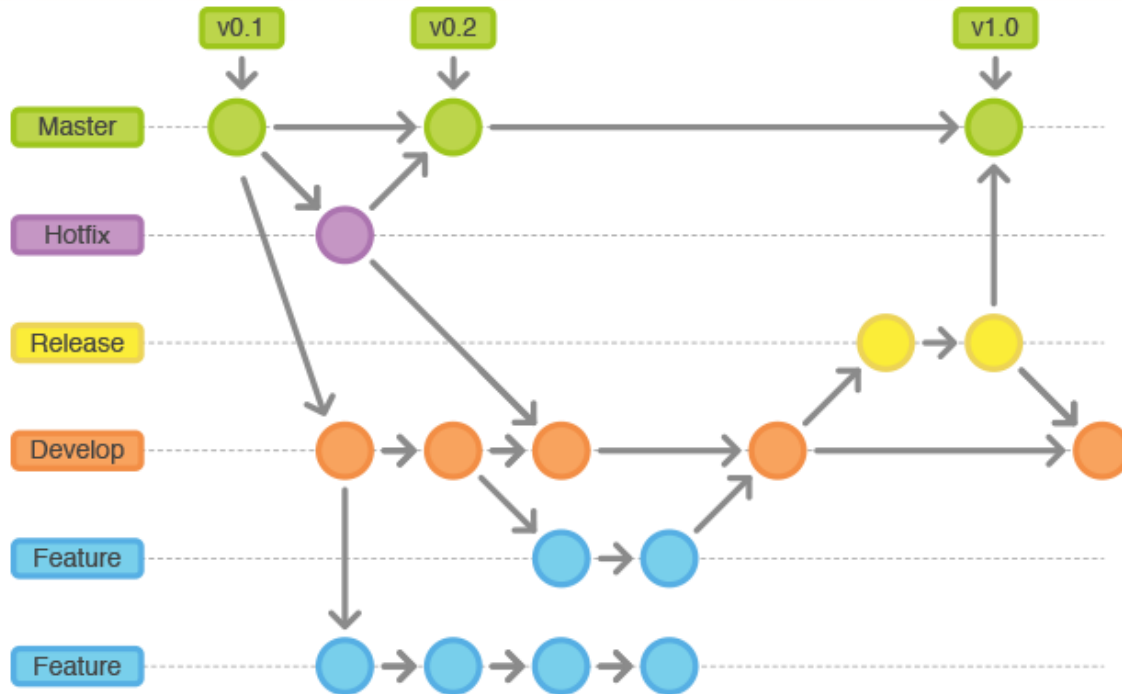 v0.1
v0.2
v1.0
Master
Hotfix
Release
Develop
Feature
Feature